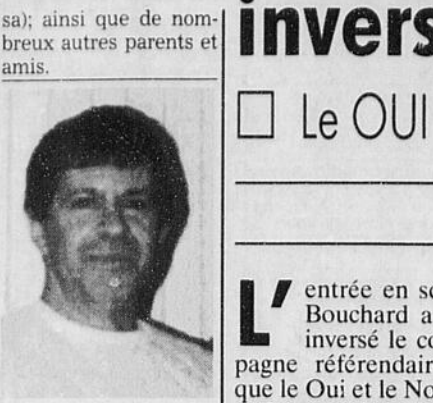 sa); ainsi que de nom-
breux autres parents et
amis.
invers
☐ Le OUI
L'entrée en sc
Bouchard a
inversé le co
pagne référendair
que le Oui et le No